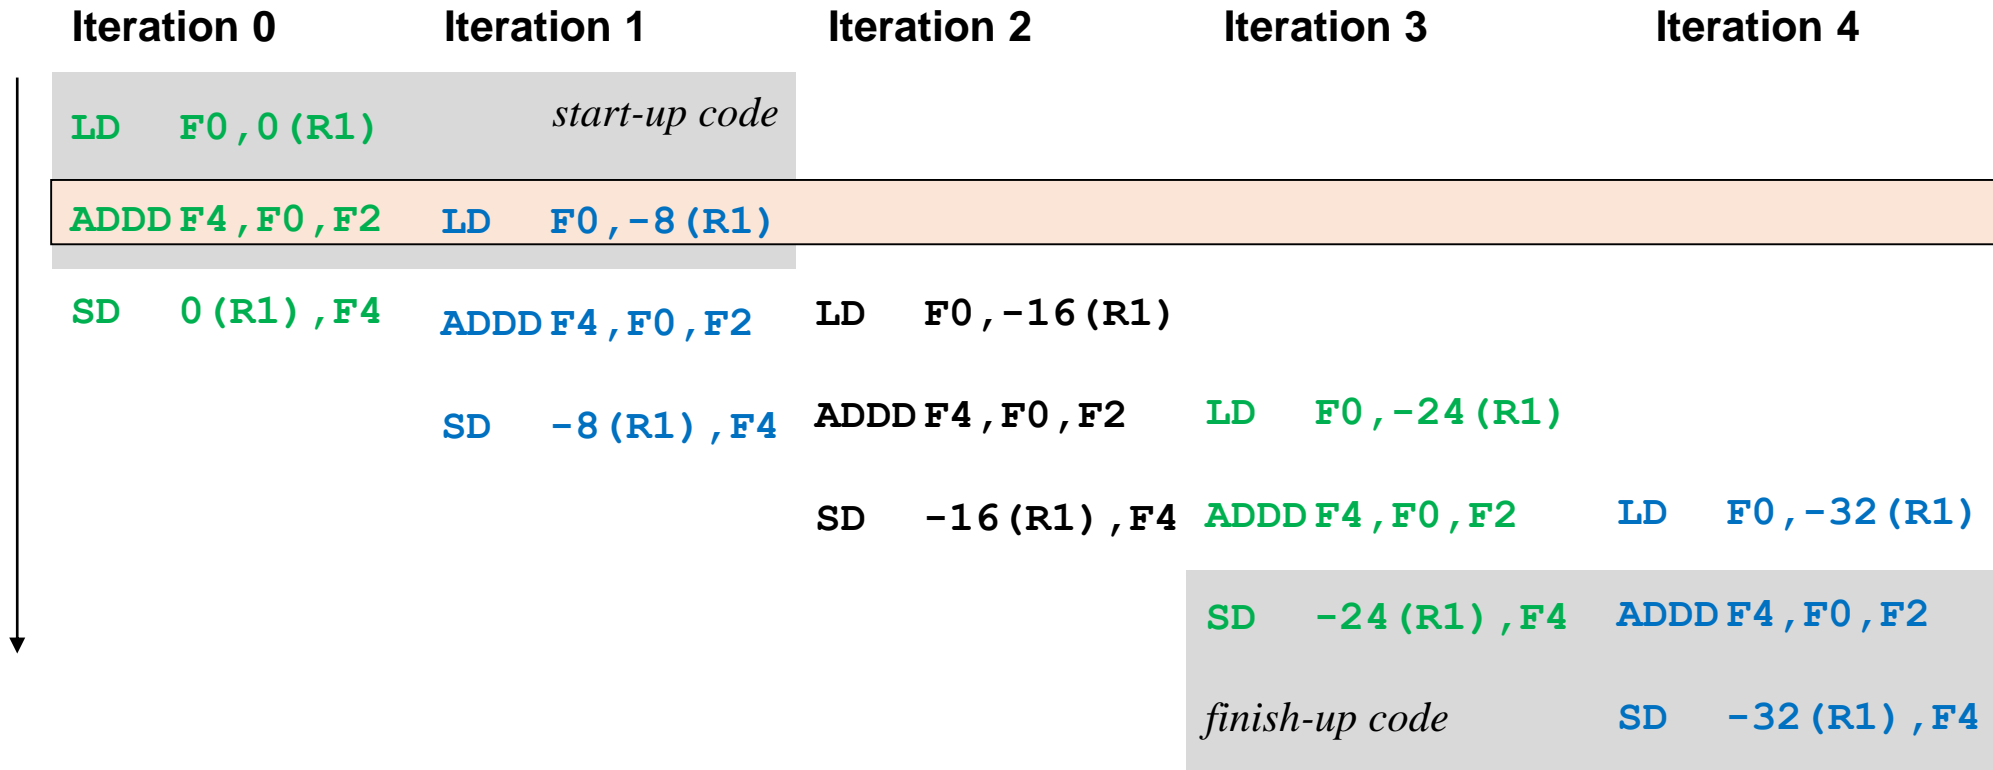 Iteration 0 Iteration 1 Iteration 2 Iteration 3 Iteration 4
LD F0,0(R1) start-up code
ADDD F4,F0,F2 LD F0,-8(R1)
SD 0(R1),F4 ADDD F4,F0,F2 LD F0,-16(R1)
SD -8(R1),F4 ADDD F4,F0,F2 LD F0,-24(R1)
SD -16(R1),F4 ADDD F4,F0,F2 LD F0,-32(R1)
SD -24(R1),F4 ADDD F4,F0,F2
finish-up code SD -32(R1),F4